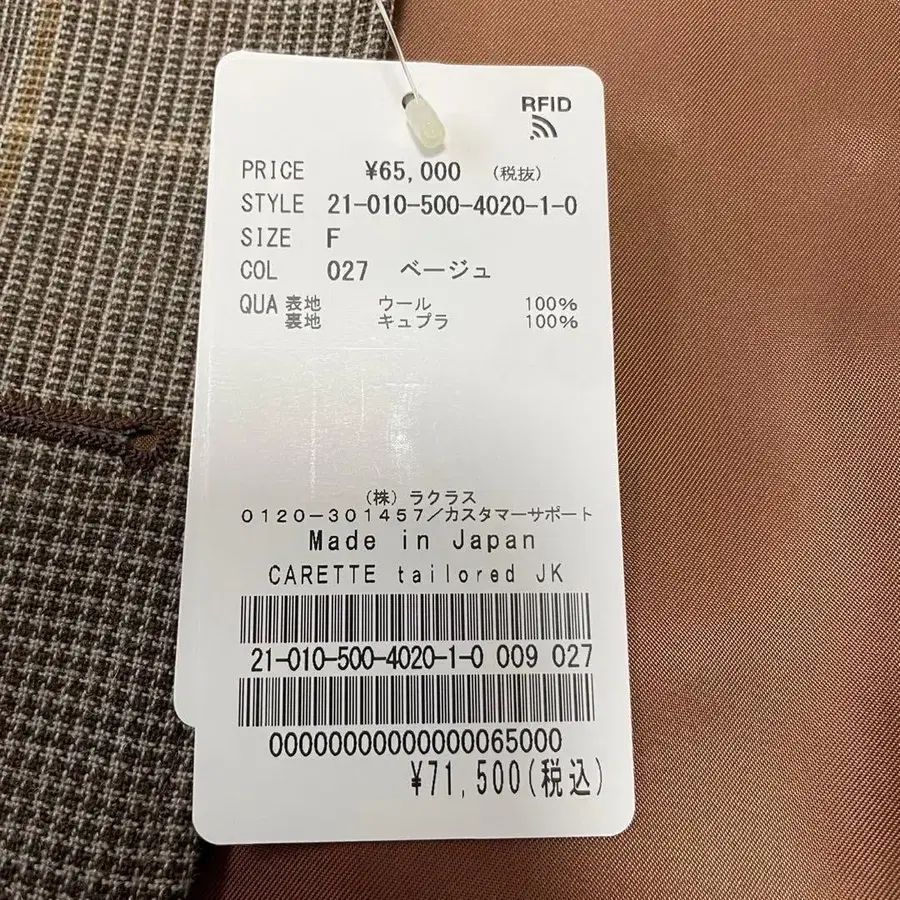 RFID
PRICE ¥65,000 (税抜)
STYLE 21-010-500-4020-1-0
SIZE F
COL 027 ベージュ
QUA 表地 ウール 100%
裏地 キュプラ 100%
(株) ラクラス
0120-301457/カスタマーサポート
Made in Japan
CARETTE tailored JK
21-010-500-4020-1-0 009 027
00000000000000065000
¥71,500(税込)